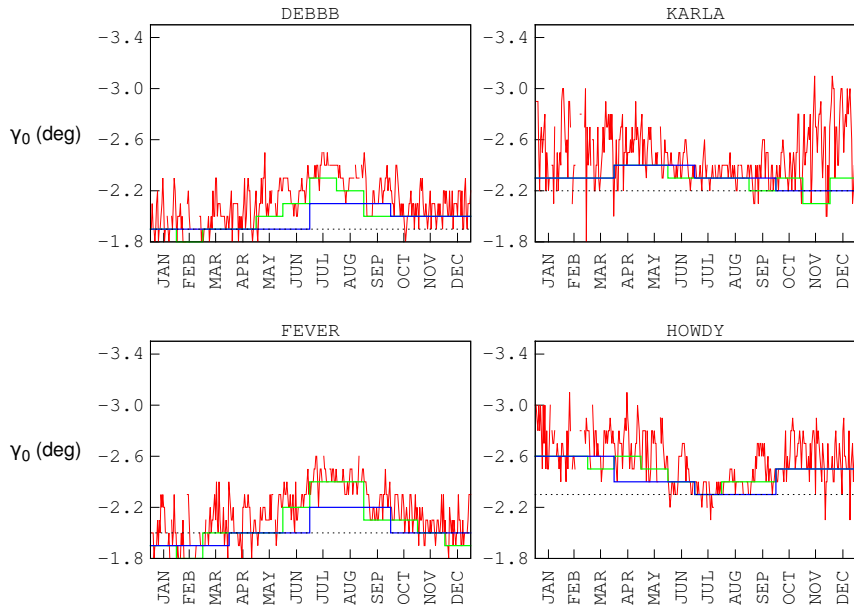 DEBBB
KARLA
γ0 (deg)
-3.4
-3.0
-2.6
-2.2
-1.8
-3.4
-3.0
-2.6
-2.2
-1.8
JAN FEB MAR APR MAY JUN JUL AUG SEP OCT NOV DEC
JAN FEB MAR APR MAY JUN JUL AUG SEP OCT NOV DEC
FEVER
HOWDY
γ0 (deg)
-3.4
-3.0
-2.6
-2.2
-1.8
-3.4
-3.0
-2.6
-2.2
-1.8
JAN FEB MAR APR MAY JUN JUL AUG SEP OCT NOV DEC
JAN FEB MAR APR MAY JUN JUL AUG SEP OCT NOV DEC